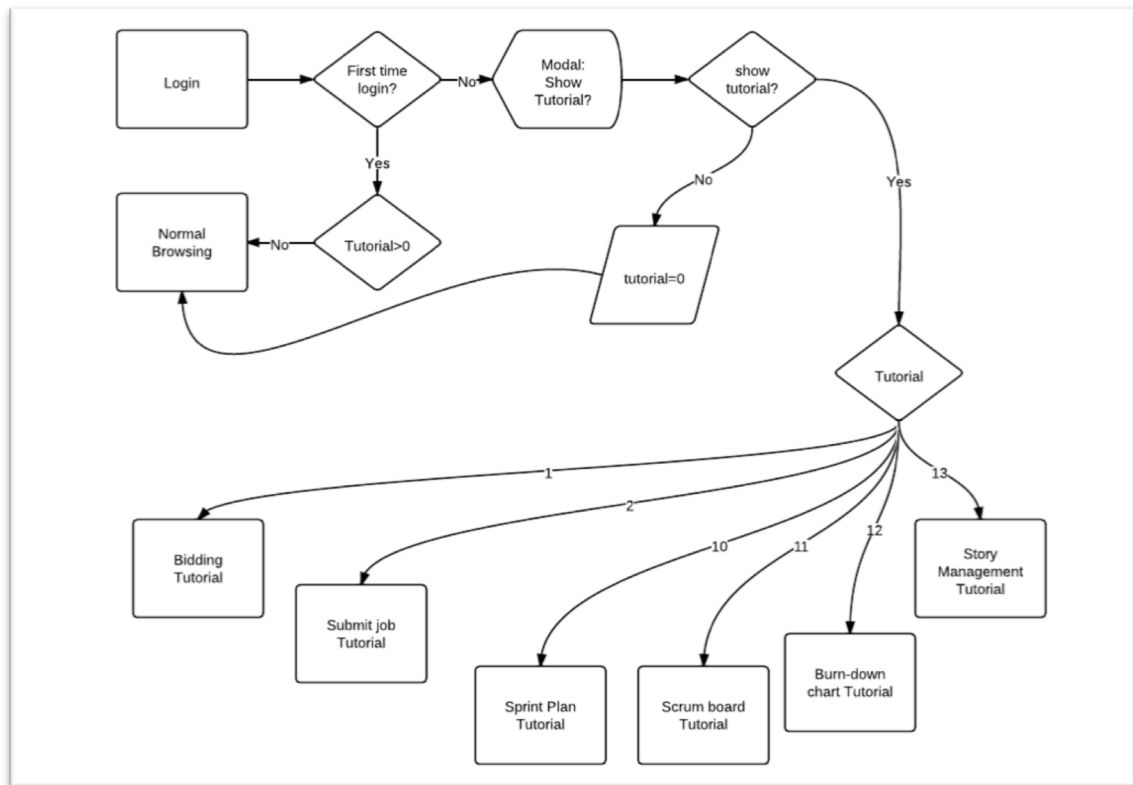 Login
First time
login?
No
Modal:
Show
Tutorial?
show
tutorial?
Yes
No
Yes
Normal
Browsing
No
Tutorial>0
tutorial=0
Tutorial
1
2
10
11
12
13
Bidding
Tutorial
Submit job
Tutorial
Sprint Plan
Tutorial
Scrum board
Tutorial
Burn-down
chart Tutorial
Story
Management
Tutorial